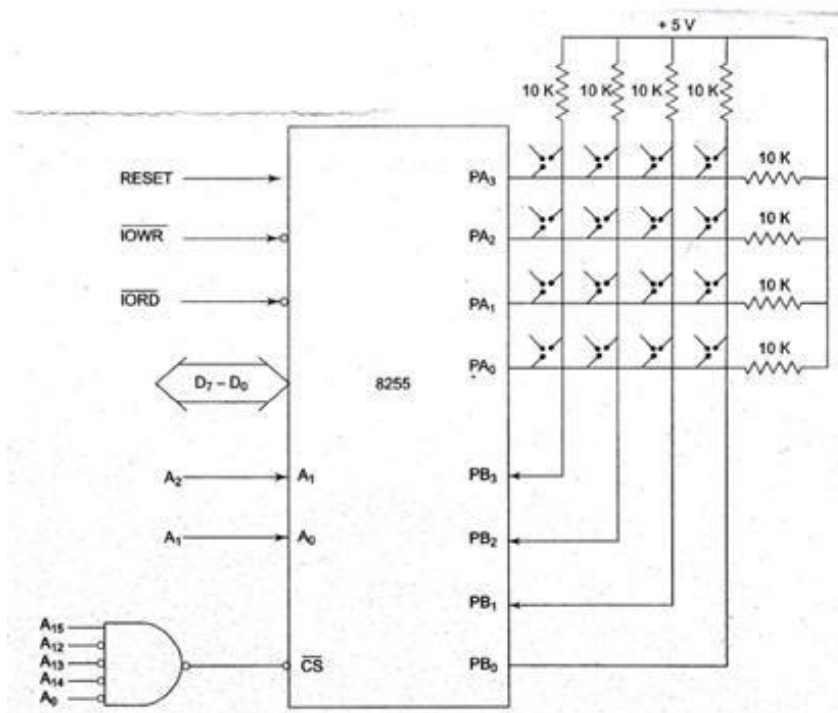 + 5 V
10 K 10 K 10 K 10 K
RESET
PA3
10 K
IOWR
PA2
10 K
IORD
PA1
10 K
D7 – D0
8255
PA0
10 K
A2 A1
PB3
A1 A0
PB2
PB1
A15
A12
A13
A14
A0
CS
PB0